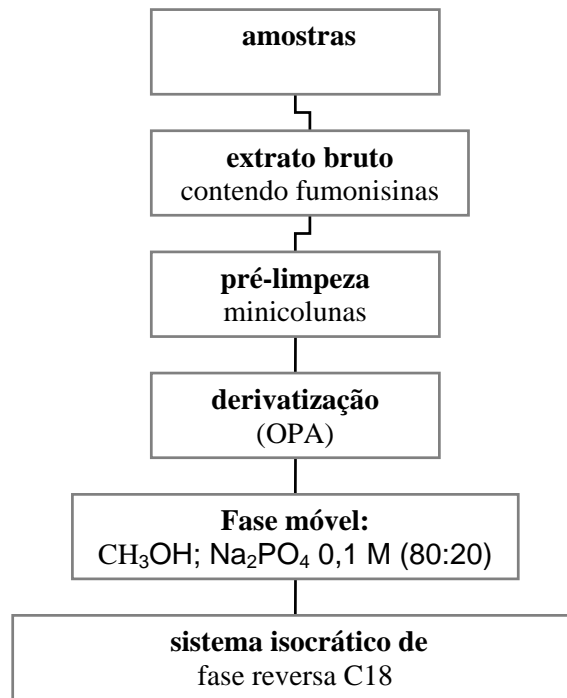 amostras
extrato bruto
contendo fumonisinas
pré-limpeza
minicolunas
derivatização
(OPA)
Fase móvel:
CH₃OH; Na₂PO₄ 0,1 M (80:20)
sistema isocrático de
fase reversa C18